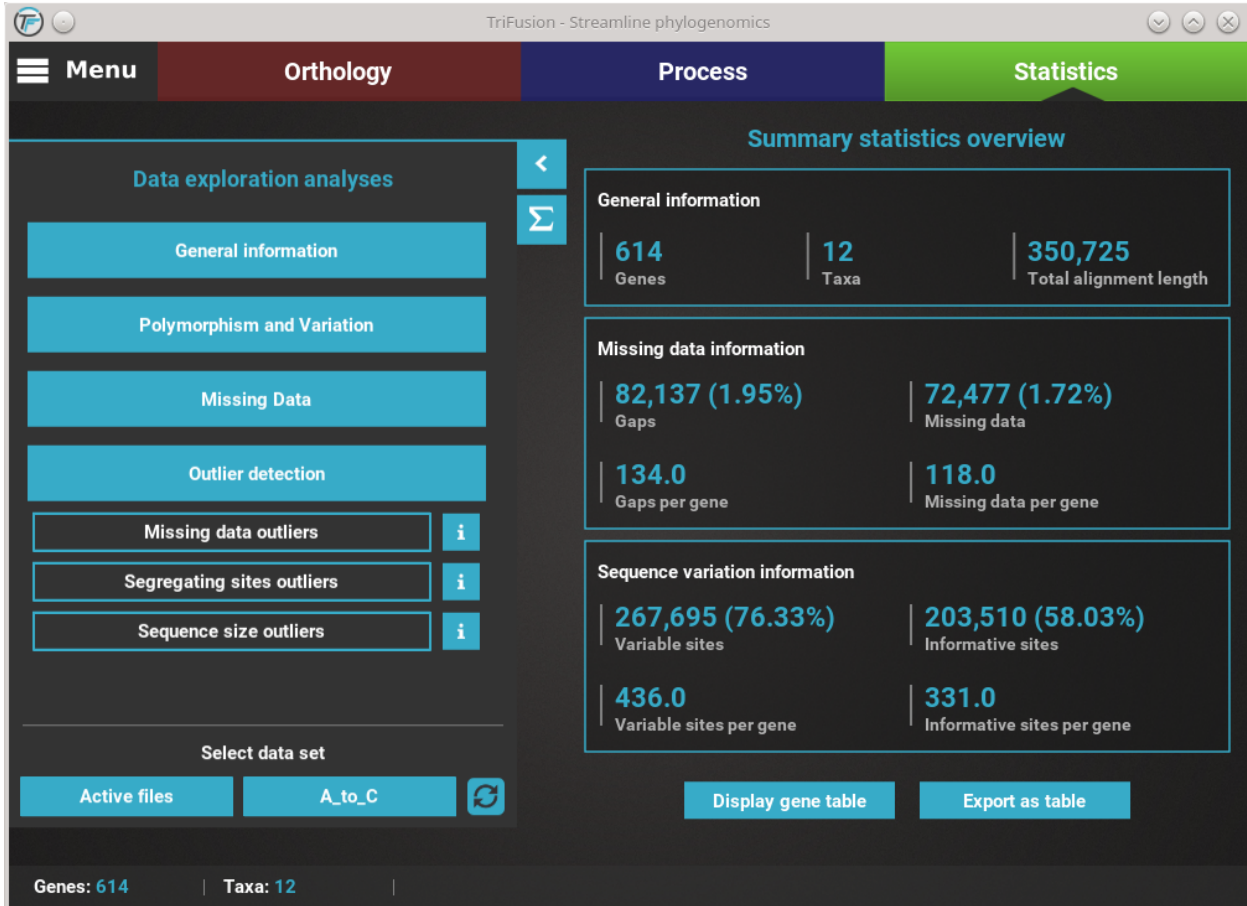 TriFusion - Streamline phylogenomics
Menu
Orthology
Process
Statistics
Data exploration analyses
General information
Polymorphism and Variation
Missing Data
Outlier detection
Missing data outliers
i
Segregating sites outliers
i
Sequence size outliers
i
Select data set
Active files
A_to_C
<
Σ
Summary statistics overview
General information
614
Genes
12
Taxa
350,725
Total alignment length
Missing data information
82,137 (1.95%)
Gaps
72,477 (1.72%)
Missing data
134.0
Gaps per gene
118.0
Missing data per gene
Sequence variation information
267,695 (76.33%)
Variable sites
203,510 (58.03%)
Informative sites
436.0
Variable sites per gene
331.0
Informative sites per gene
Display gene table
Export as table
Genes: 614 | Taxa: 12 |